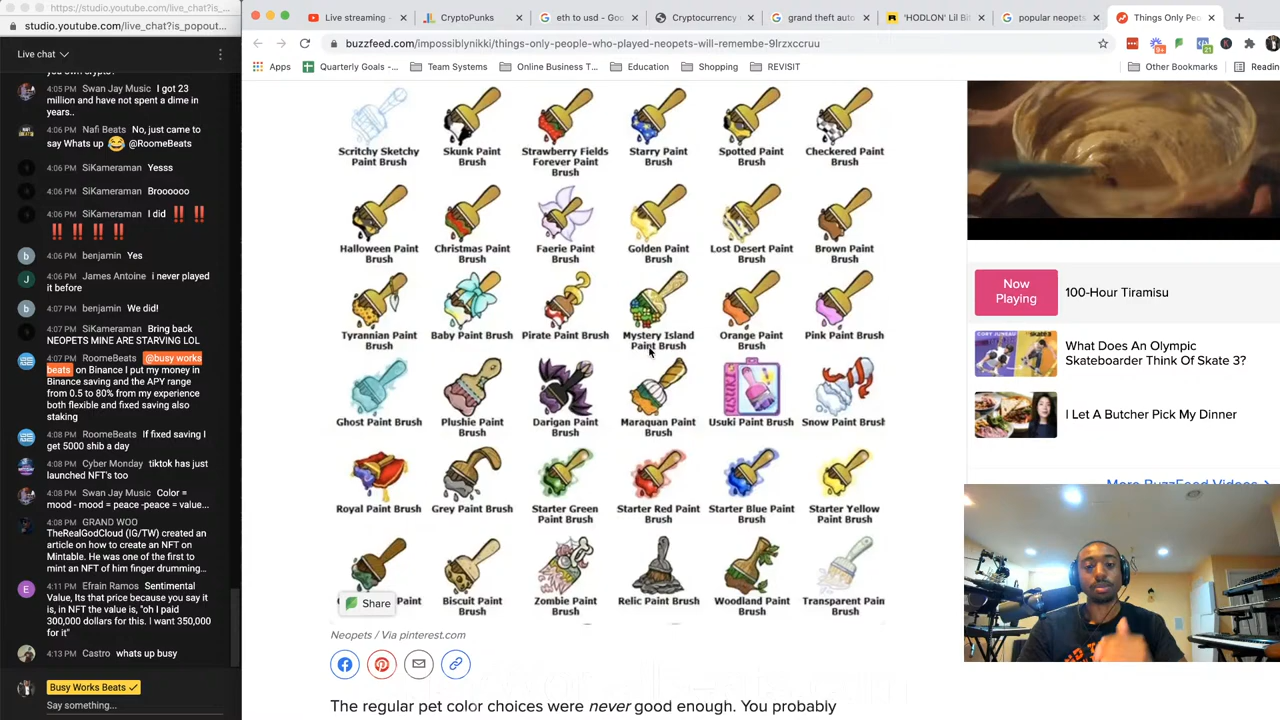 https://studio.youtube.com/live_chat?is_popout...
studio.youtube.com/live_chat?is_popout...
Live chat
you own crypto?
4:05 PM Swan Jay Music I got 23
million and have not spent a dime in
years..
4:06 PM Nafi Beats No, just came to
say Whats up 😂 @RoomeBeats
4:06 PM SiKameraman Yesss
4:06 PM SiKameraman Broooooo
4:06 PM SiKameraman I did ‼️ ‼️
‼️ ‼️ ‼️ ‼️
4:06 PM benjamin Yes
4:06 PM James Antoine i never played
it before
4:07 PM benjamin We did!
4:07 PM SiKameraman Bring back
NEOPETS MINE ARE STARVING LOL
4:07 PM RoomeBeats @busy works
beats on Binance I put my money in
Binance saving and the APY range
from 0.5 to 80% from my experience
both flexible and fixed saving also
staking
4:08 PM RoomeBeats If fixed saving I
get 5000 shib a day
4:08 PM Cyber Monday tiktok has just
launched NFT's too
4:08 PM Swan Jay Music Color =
mood - mood = peace -peace = value...
4:08 PM GRAND WOO
TheRealGodCloud (IG/TW) created an
article on how to create an NFT on
Mintable. He was one of the first to
mint an NFT of him finger drumming...
4:11 PM Efrain Ramos Sentimental
Value, Its that price because you say it
is, in NFT the value is, "oh I paid
300,000 dollars for this. I want 350,000
for it"
4:13 PM Castro whats up busy
Busy Works Beats ✓
Say something...
Live streaming -
CryptoPunks
eth to usd - Goo
Cryptocurrency
grand theft auto
'HODLON' Lil Bi
popular neopets
Things Only Peo
buzzfeed.com/impossiblynikki/things-only-people-who-played-neopets-will-remembe-9lrzxccruu
Apps
Quarterly Goals -...
Team Systems
Online Business T...
Education
Shopping
REVISIT
Other Bookmarks
Readin
Scritchy Sketchy Paint Brush
Skunk Paint Brush
Strawberry Fields Forever Paint Brush
Starry Paint Brush
Spotted Paint Brush
Checkered Paint Brush
Halloween Paint Brush
Christmas Paint Brush
Faerie Paint Brush
Golden Paint Brush
Lost Desert Paint Brush
Brown Paint Brush
Tyrannian Paint Brush
Baby Paint Brush
Pirate Paint Brush
Mystery Island Paint Brush
Orange Paint Brush
Pink Paint Brush
Ghost Paint Brush
Plushie Paint Brush
Darigan Paint Brush
Maraquan Paint Brush
Usuki Paint Brush
Snow Paint Brush
Royal Paint Brush
Grey Paint Brush
Starter Green Paint Brush
Starter Red Paint Brush
Starter Blue Paint Brush
Starter Yellow Paint Brush
Paint
Biscuit Paint Brush
Zombie Paint Brush
Relic Paint Brush
Woodland Paint Brush
Transparent Pain Brush
Share
Neopets / Via pinterest.com
The regular pet color choices were never good enough. You probably
Now Playing
100-Hour Tiramisu
What Does An Olympic
Skateboarder Think Of Skate 3?
I Let A Butcher Pick My Dinner
More BuzzFeed Videos